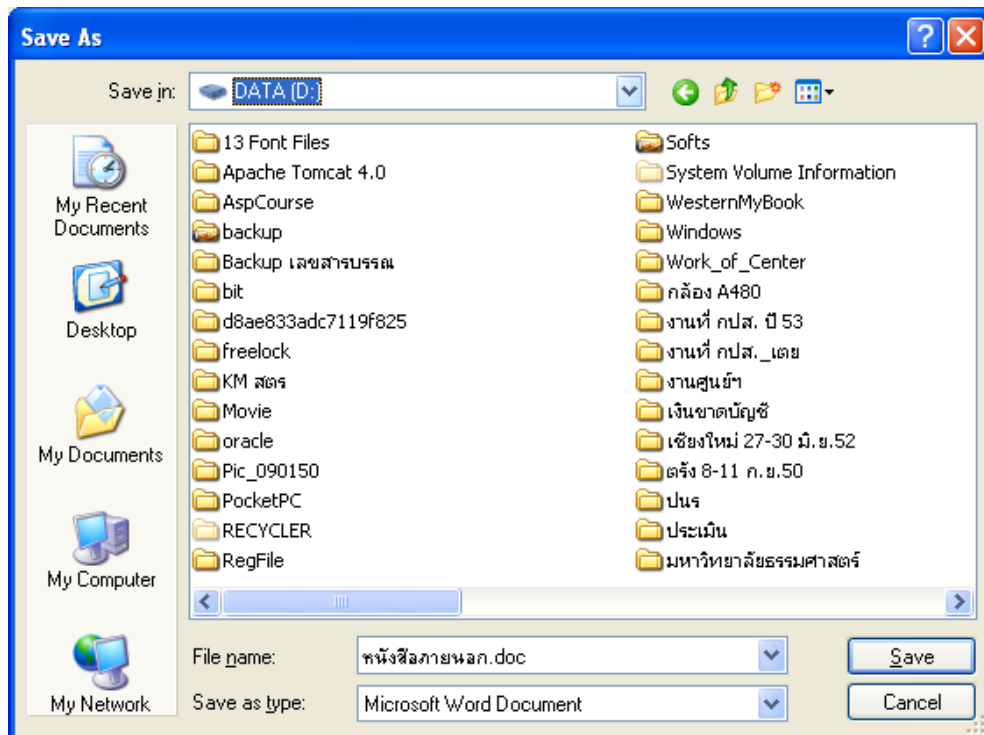 Save As
Save in:
DATA (D:)
My Recent
Documents
Desktop
My Documents
My Computer
My Network
13 Font Files
Apache Tomcat 4.0
AspCourse
backup
Backup เลขสารบรรณ
bit
d8ae833adc7119f825
freelock
KM สตร
Movie
oracle
Pic_090150
PocketPC
RECYCLER
RegFile
Softs
System Volume Information
WesternMyBook
Windows
Work_of_Center
กล้อง A480
งานที่ กปส. ปี 53
งานที่ กปส._เตย
งานศูนย์ฯ
เงินขาดบัญชี
เชียงใหม่ 27-30 มิ.ย.52
ตรัง 8-11 ก.ย.50
ปนร
ประเมิน
มหาวิทยาลัยธรรมศาสตร์
File name:
หนังสือภายนอก.doc
Save
Save as type:
Microsoft Word Document
Cancel